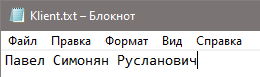 Klient.txt – Блокнот
Файл Правка Формат Вид Справка
Павел Симонян Русланович